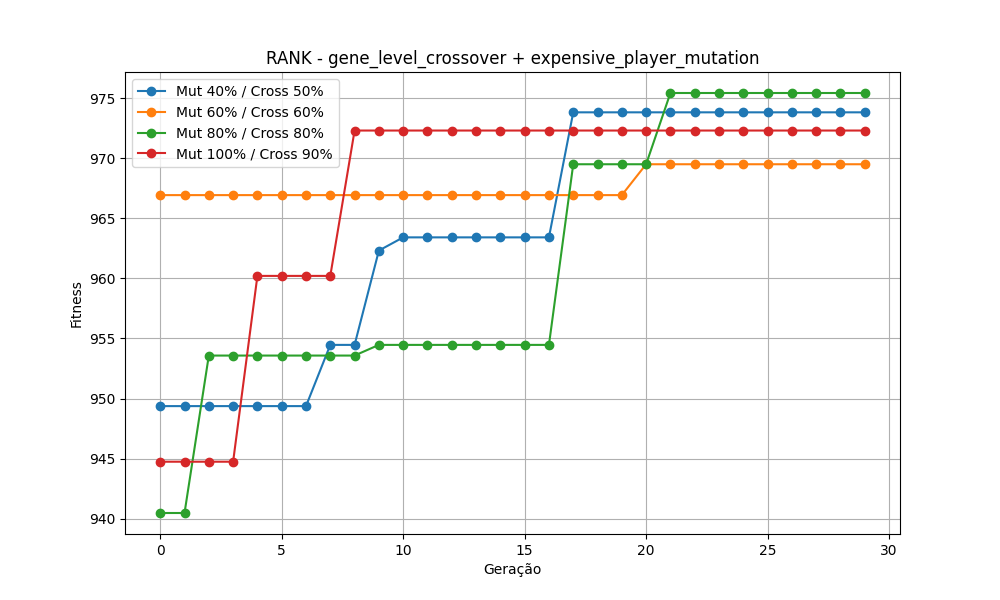 RANK - gene_level_crossover + expensive_player_mutation
Mut 40% / Cross 50%
Mut 60% / Cross 60%
Mut 80% / Cross 80%
Mut 100% / Cross 90%
975
970
965
960
955
950
945
940
Fitness
0 5 10 15 20 25 30
Geração